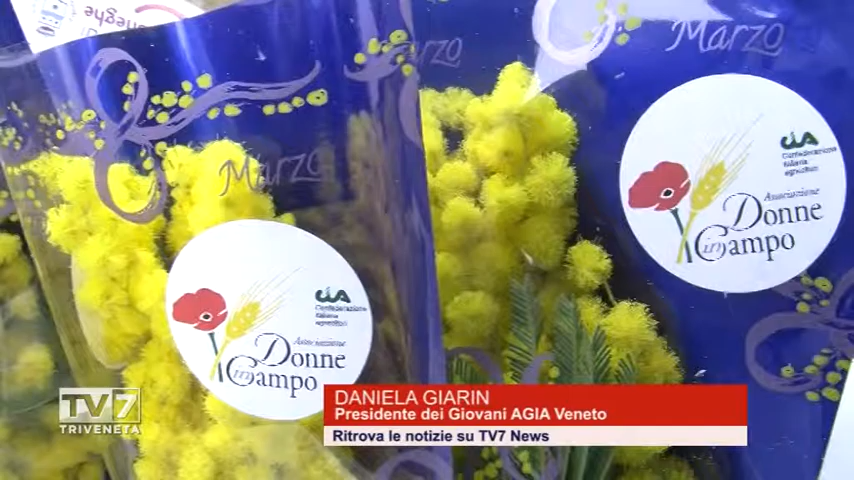 Marzo
Marzo
cia
Confederazione
italiana
agricoltori
Associazione
Donne
in Campo
Marzo
cia
Confederazione
italiana
agricoltori
Associazione
Donne
in Campo
TV7
TRIVENETA
DANIELA GIARIN
Presidente dei Giovani AGIA Veneto
Ritrova le notizie su TV7 News